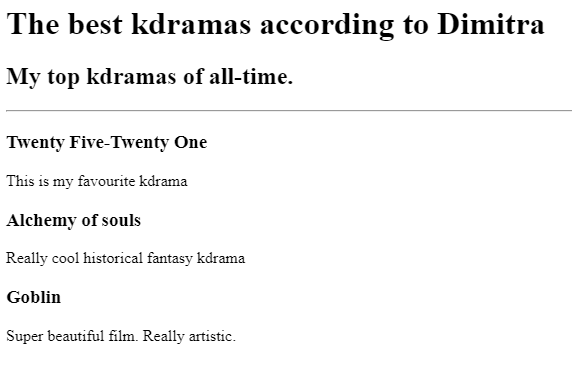 The best kdramas according to Dimitra
My top kdramas of all-time.
Twenty Five-Twenty One
This is my favourite kdrama
Alchemy of souls
Really cool historical fantasy kdrama
Goblin
Super beautiful film. Really artistic.